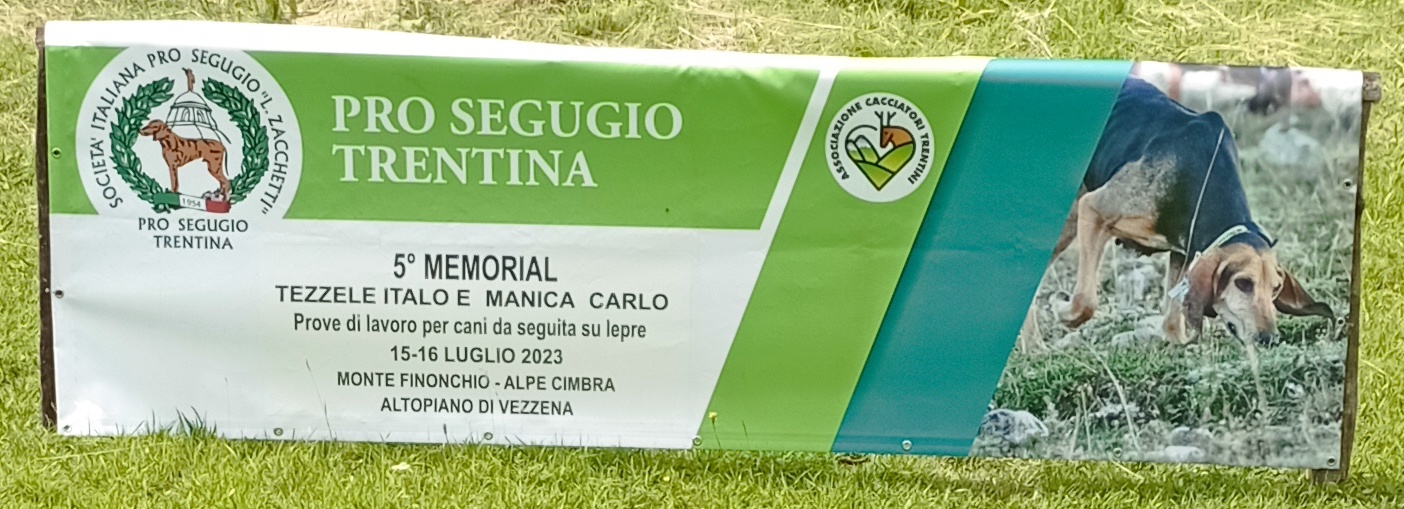 SOCIETA' ITALIANA PRO SEGUGIO "L. ZACCHETTI"
1954
PRO SEGUGIO
TRENTINA
PRO SEGUGIO
TRENTINA
ASSOCIAZIONE CACCIATORI TRENTINI
5° MEMORIAL
TEZZELE ITALO E MANICA CARLO
Prove di lavoro per cani da seguita su lepre
15-16 LUGLIO 2023
MONTE FINONCHIO - ALPE CIMBRA
ALTOPIANO DI VEZZENA